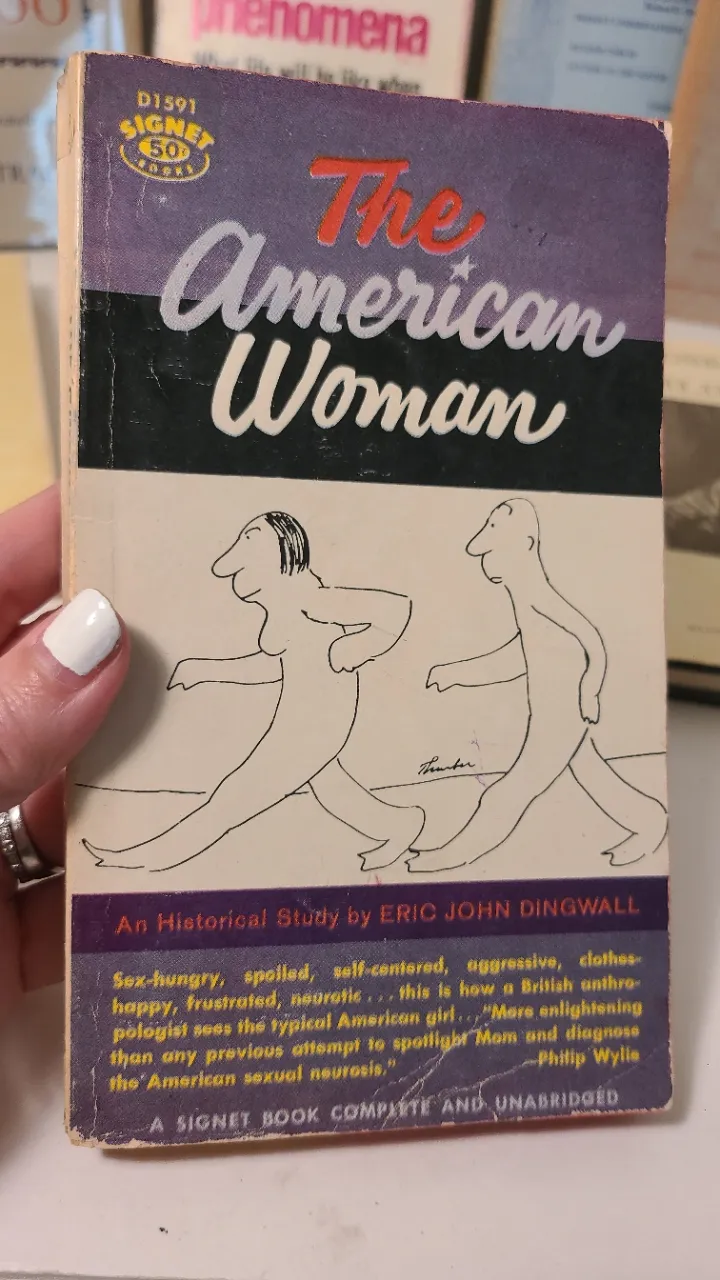 phenomena
D1591
SIGNET
50¢
BOOKS
The
American
Woman
Thurber
An Historical Study by ERIC JOHN DINGWALL
Sex-hungry, spoiled, self-centered, aggressive, clothes-
happy, frustrated, neurotic . . . this is how a British anthro-
pologist sees the typical American girl . . . "More enlightening
than any previous attempt to spotlight Mom and diagnose
the American sexual neurosis." —Philip Wylie
A SIGNET BOOK COMPLETE AND UNABRIDGED